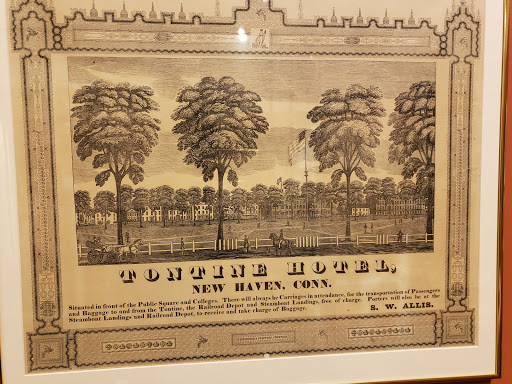 TONTINE HOTEL,
NEW HAVEN, CONN.
Situated in front of the Public Square and Colleges. There will always be Carriages in attendance, for the transportation of Passengers
and Baggage to and from the Tontine, the Railroad Depot and Steamboat Landings, free of charge. Porters will also be at the
Steamboat Landings and Railroad Depot, to receive and take charge of Baggage.
S. W. ALLIS.